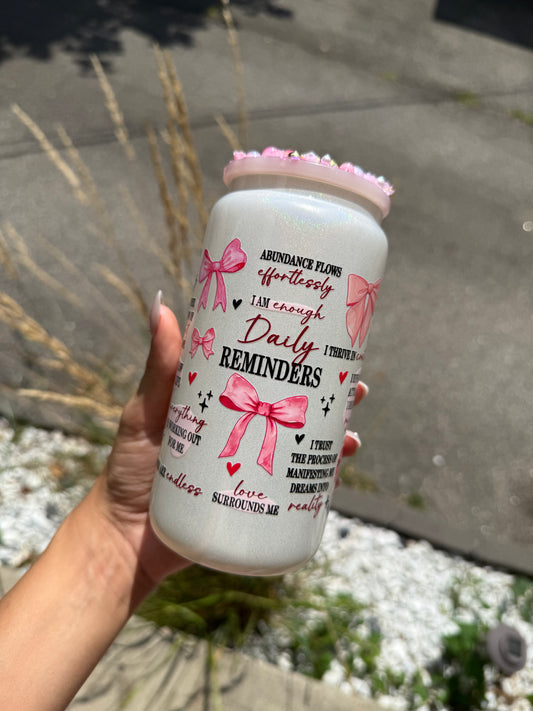 ABUNDANCE FLOWS
effortlessly
I AM enough
Daily
REMINDERS
I THRIVE IN
everything
WORKING OUT
FOR ME
endless
love
SURROUNDS ME
I TRUST
THE PROCESS OF
MANIFESTING MY
DREAMS INTO
reality